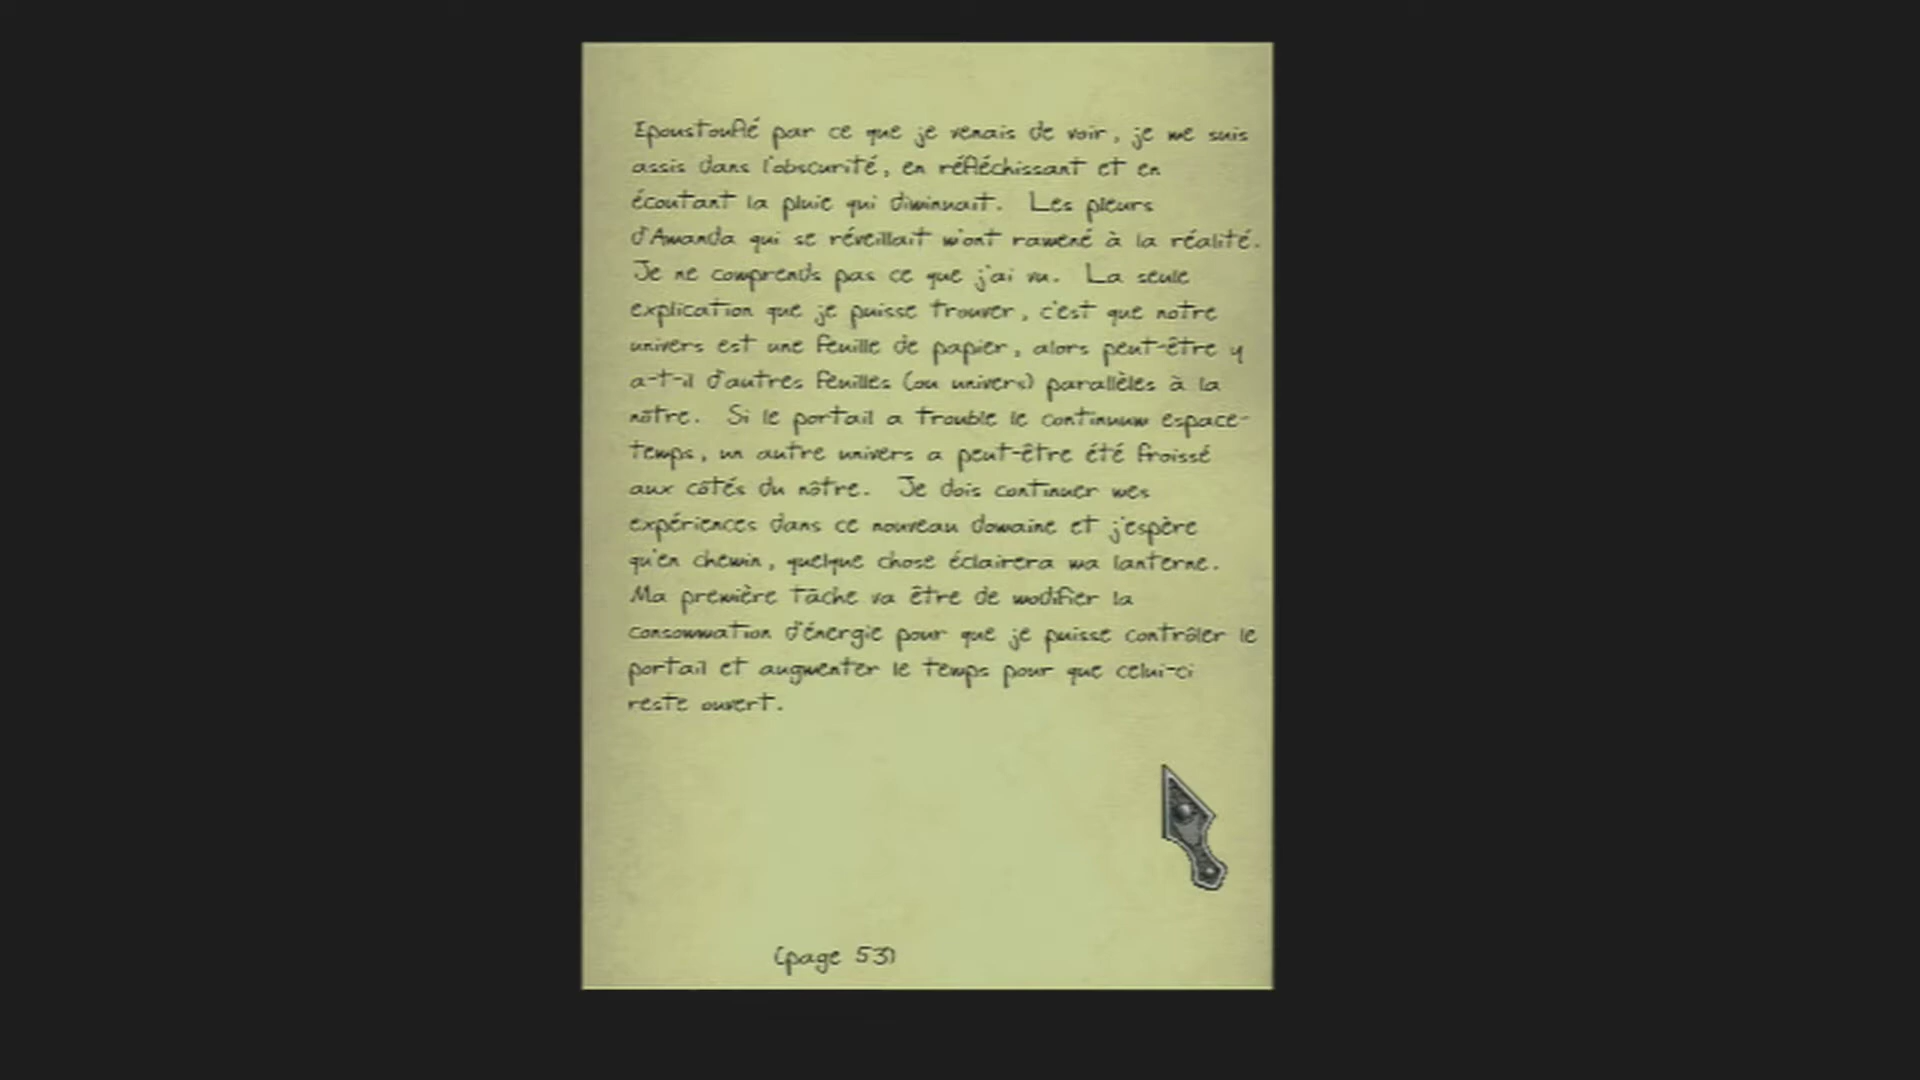 Epoustouflé par ce que je venais de voir, je me suis
assis dans l'obscurité, en réfléchissant et en
écoutant la pluie qui diminuait. Les pleurs
d'Amanda qui se réveillait m'ont ramené à la réalité.
Je ne comprends pas ce que j'ai vu. La seule
explication que je puisse trouver, c'est que notre
univers est une feuille de papier, alors peut-être y
a-t-il d'autres feuilles (ou univers) parallèles à la
nôtre. Si le portail a trouble le continuum espace-
temps, un autre univers a peut-être été froissé
aux côtés du nôtre. Je dois continuer mes
expériences dans ce nouveau domaine et j'espère
qu'en chemin, quelque chose éclairera ma lanterne.
Ma première tâche va être de modifier la
consommation d'énergie pour que je puisse contrôler le
portail et augmenter le temps pour que celui-ci
reste ouvert.
(page 53)